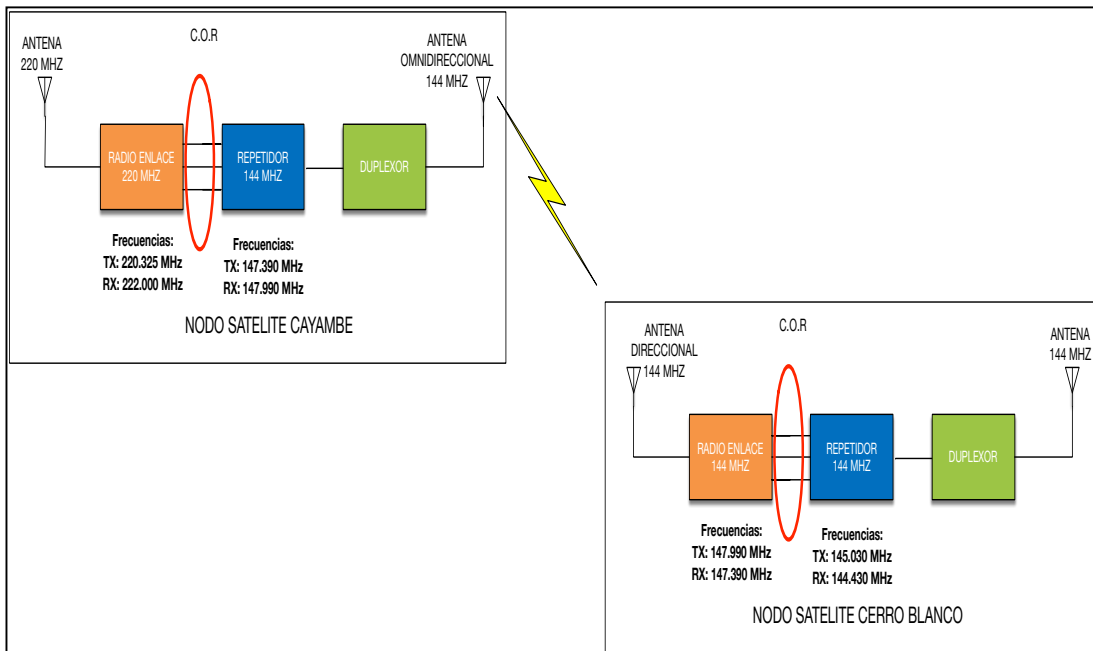 ANTENA
220 MHZ
C.O.R
ANTENA
OMNIDIRECCIONAL
144 MHZ
RADIO ENLACE
220 MHZ
REPETIDOR
144 MHZ
DUPLEXOR
Frecuencias:
TX: 220.325 MHz
RX: 222.000 MHz
Frecuencias:
TX: 147.390 MHz
RX: 147.990 MHz
NODO SATELITE CAYAMBE
ANTENA
DIRECCIONAL
144 MHZ
C.O.R
ANTENA
144 MHZ
RADIO ENLACE
144 MHZ
REPETIDOR
144 MHZ
DUPLEXOR
Frecuencias:
TX: 147.990 MHz
RX: 147.390 MHz
Frecuencias:
TX: 145.030 MHz
RX: 144.430 MHz
NODO SATELITE CERRO BLANCO